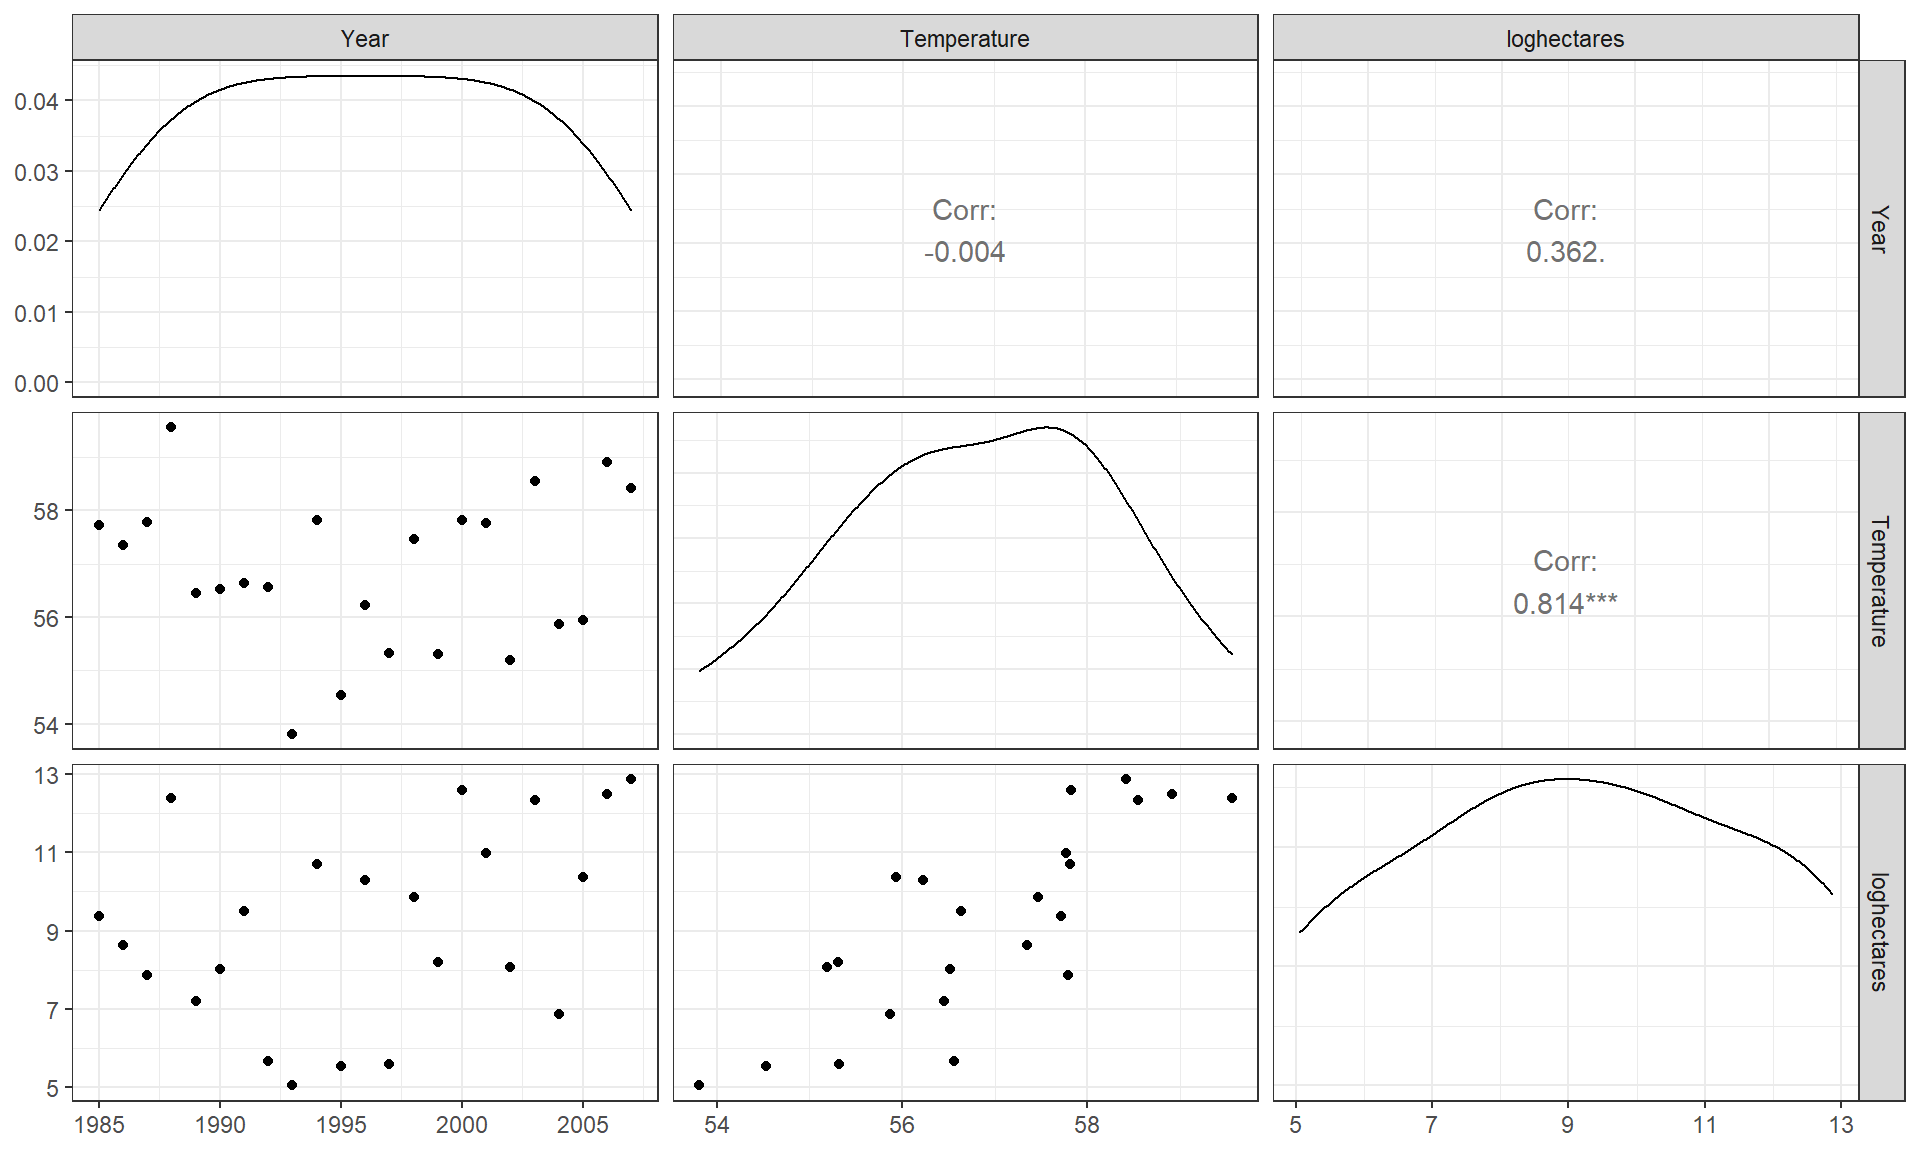 Year
Temperature
loghectares
0.04
0.03
0.02
0.01
0.00
Corr:
-0.004
Corr:
0.362.
Year
58
56
54
Corr:
0.814***
Temperature
13
11
9
7
5
loghectares
1985 1990 1995 2000 2005
54 56 58
5 7 9 11 13